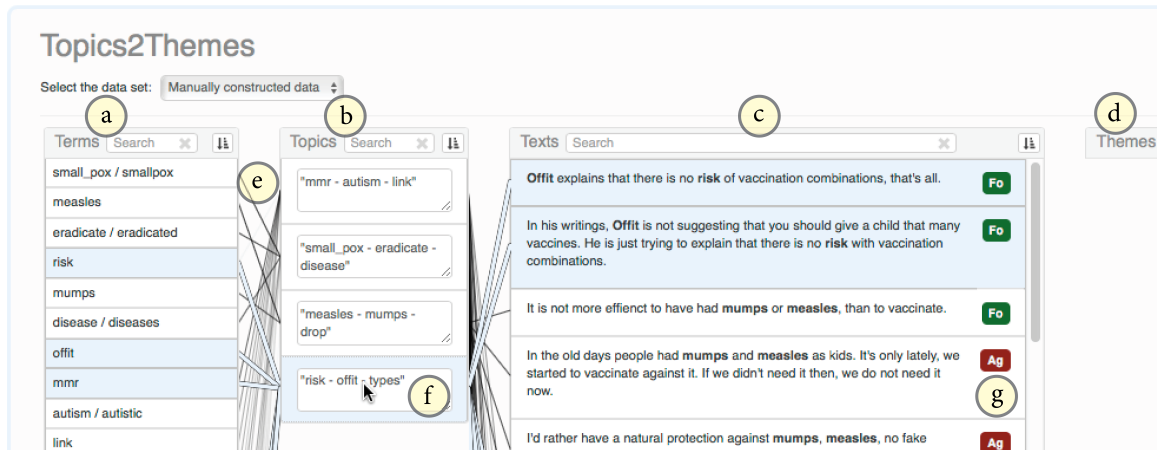 Topics2Themes
Select the data set: Manually constructed data
a
b
c
d
Terms Search
Topics Search
Texts Search
Themes
small_pox / smallpox
measles
eradicate / eradicated
risk
mumps
disease / diseases
offit
mmr
autism / autistic
link
e
"mmr - autism - link"
"small_pox - eradicate -
disease"
"measles - mumps -
drop"
"risk - offit - types"
f
Offit explains that there is no risk of vaccination combinations, that's all.
Fo
In his writings, Offit is not suggesting that you should give a child that many
vaccines. He is just trying to explain that there is no risk with vaccination
combinations.
Fo
It is not more effienct to have had mumps or measles, than to vaccinate.
Fo
In the old days people had mumps and measles as kids. It's only lately, we
started to vaccinate against it. If we didn't need it then, we do not need it
now.
Ag
g
I'd rather have a natural protection against mumps, measles, no fake
Ag